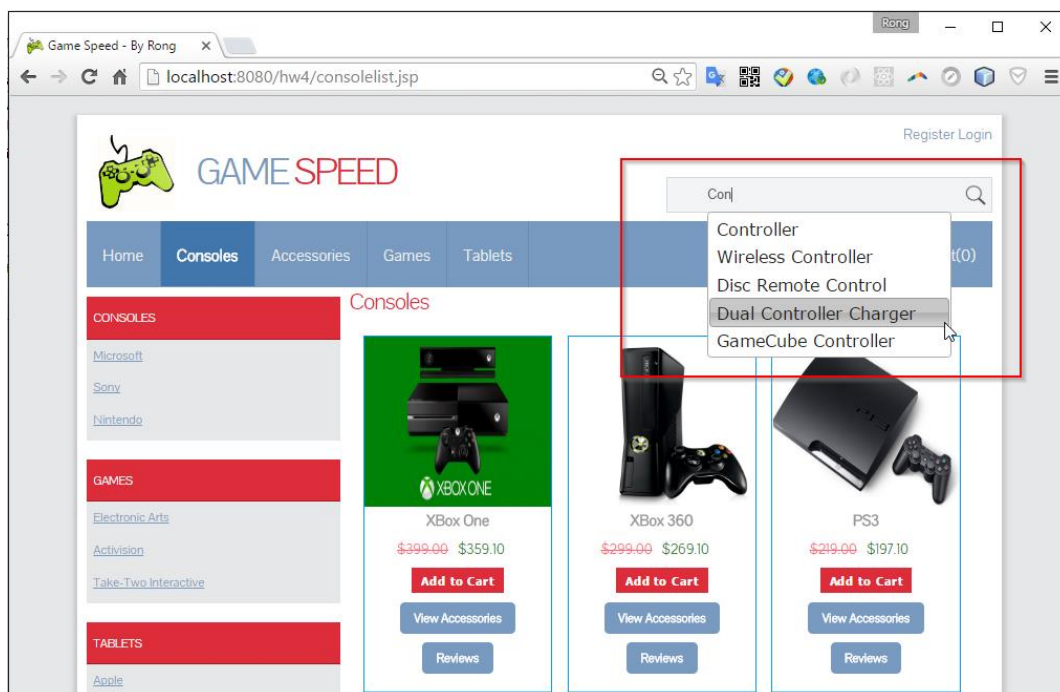 Rong
Game Speed - By Rong
localhost:8080/hw4/consolelist.jsp
Register Login
GAME SPEED
Con
Controller
Wireless Controller
Disc Remote Control
Dual Controller Charger
GameCube Controller
Home Consoles Accessories Games Tablets t(0)
CONSOLES
Microsoft
Sony
Nintendo
GAMES
Electronic Arts
Activision
Take-Two Interactive
TABLETS
Apple
Consoles
XBOX ONE
PS3
XBox One XBox 360 PS3
$399.00 $359.10 $299.00 $269.10 $219.00 $197.10
Add to Cart Add to Cart Add to Cart
View Accessories View Accessories View Accessories
Reviews Reviews Reviews